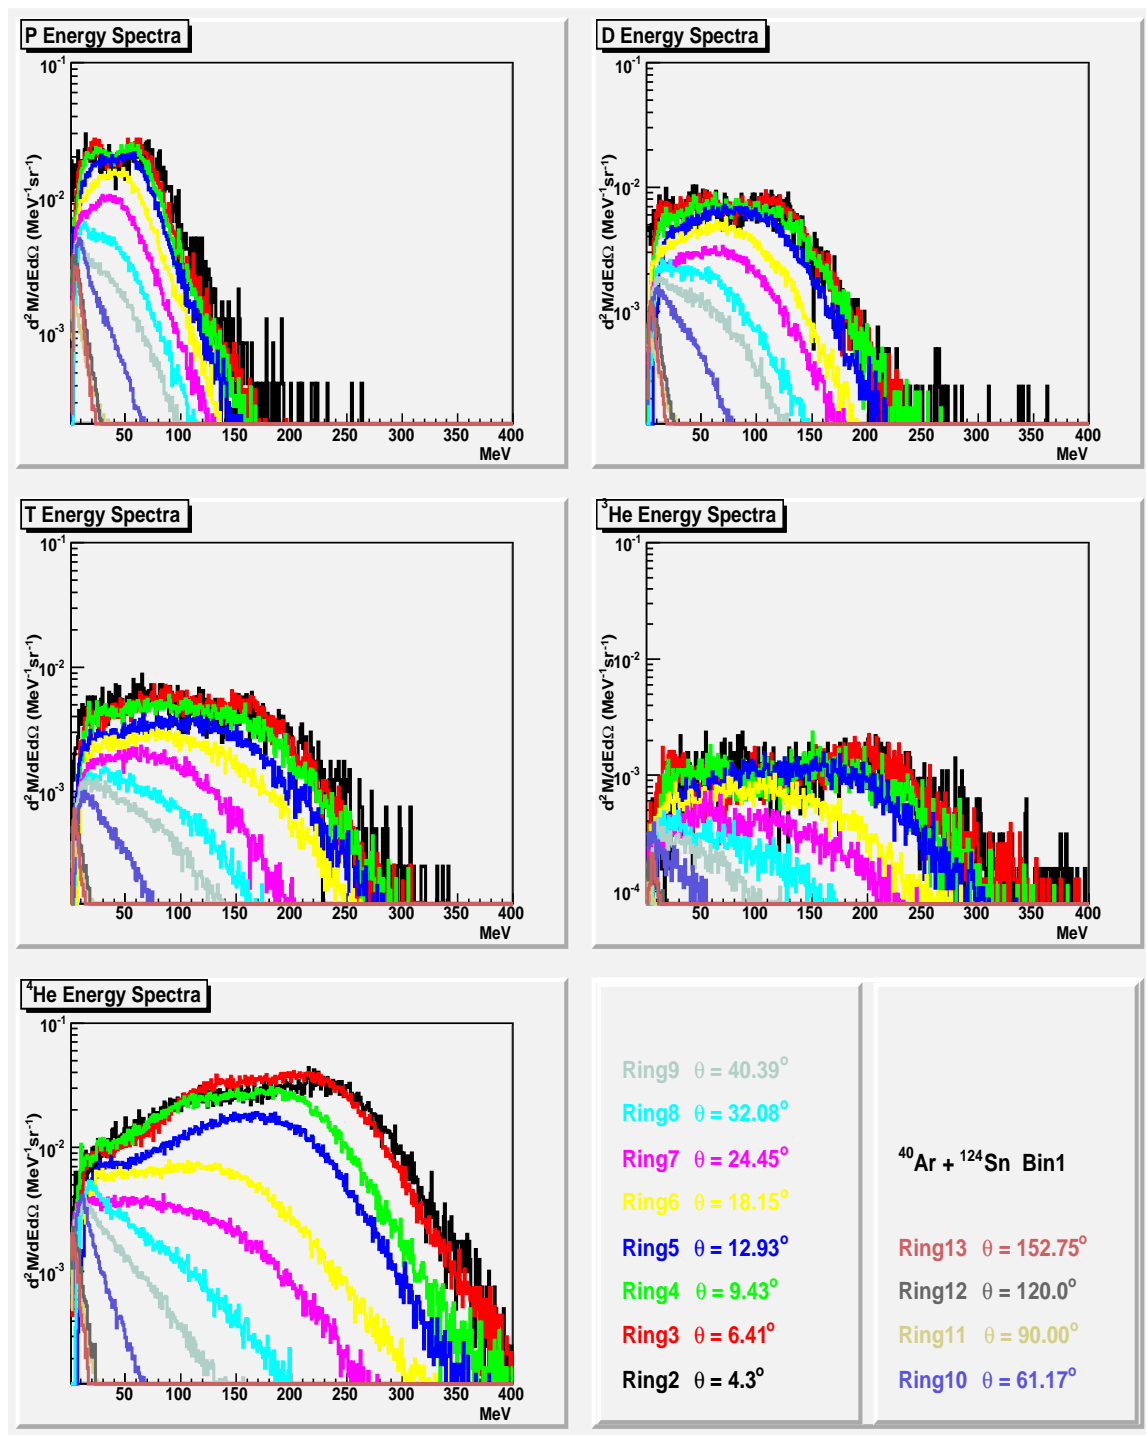 P Energy Spectra
d²M/dEdΩ (MeV⁻¹sr⁻¹)
10⁻¹
10⁻²
10⁻³
50 100 150 200 250 300 350 400
MeV
D Energy Spectra
d²M/dEdΩ (MeV⁻¹sr⁻¹)
10⁻¹
10⁻²
10⁻³
50 100 150 200 250 300 350 400
MeV
T Energy Spectra
d²M/dEdΩ (MeV⁻¹sr⁻¹)
10⁻¹
10⁻²
10⁻³
50 100 150 200 250 300 350 400
MeV
³He Energy Spectra
d²M/dEdΩ (MeV⁻¹sr⁻¹)
10⁻¹
10⁻²
10⁻³
10⁻⁴
50 100 150 200 250 300 350 400
MeV
⁴He Energy Spectra
d²M/dEdΩ (MeV⁻¹sr⁻¹)
10⁻¹
10⁻²
10⁻³
50 100 150 200 250 300 350 400
MeV
Ring9 θ = 40.39°
Ring8 θ = 32.08°
Ring7 θ = 24.45°
Ring6 θ = 18.15°
Ring5 θ = 12.93°
Ring4 θ = 9.43°
Ring3 θ = 6.41°
Ring2 θ = 4.3°
⁴⁰Ar + ¹²⁴Sn Bin1
Ring13 θ = 152.75°
Ring12 θ = 120.0°
Ring11 θ = 90.00°
Ring10 θ = 61.17°